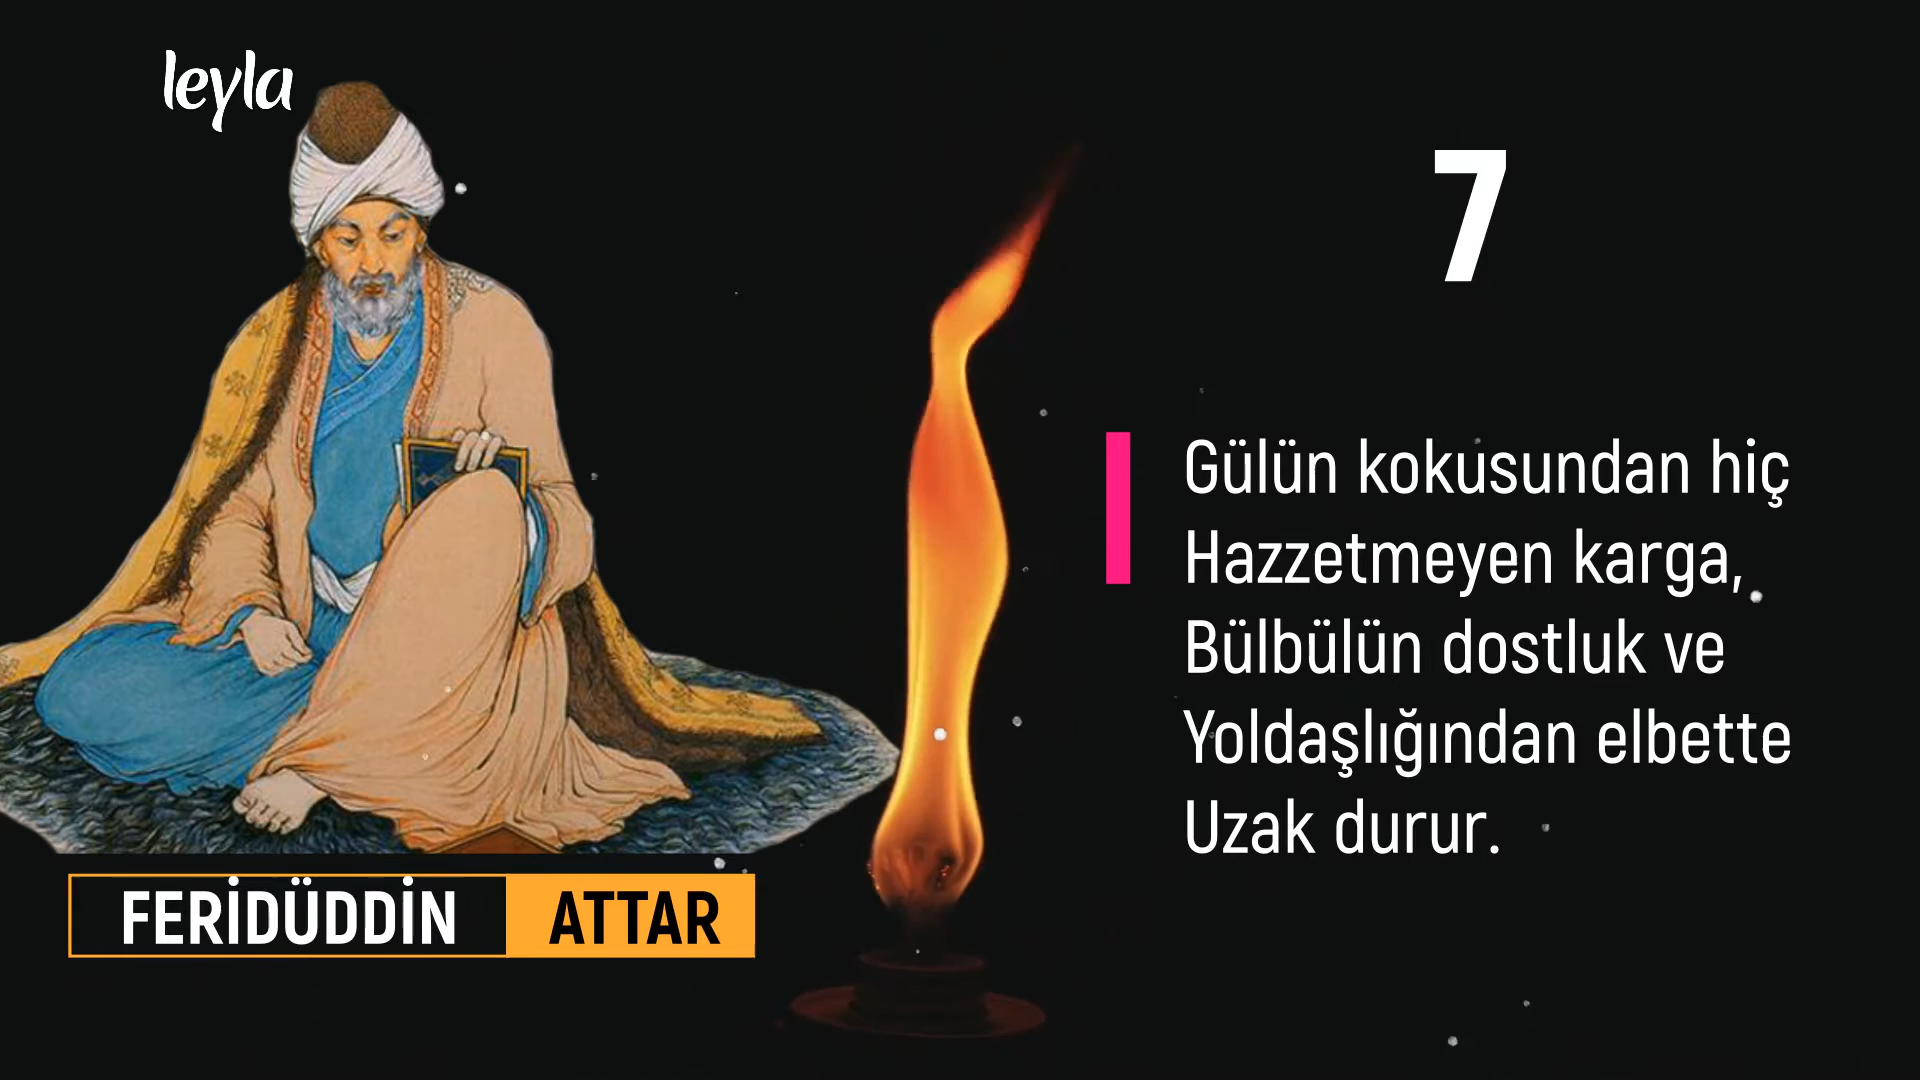 leyla
7
Gülün kokusundan hiç
Hazzetmeyen karga,
Bülbülün dostluk ve
Yoldaşlığından elbette
Uzak durur.
FERİDÜDDİN ATTAR